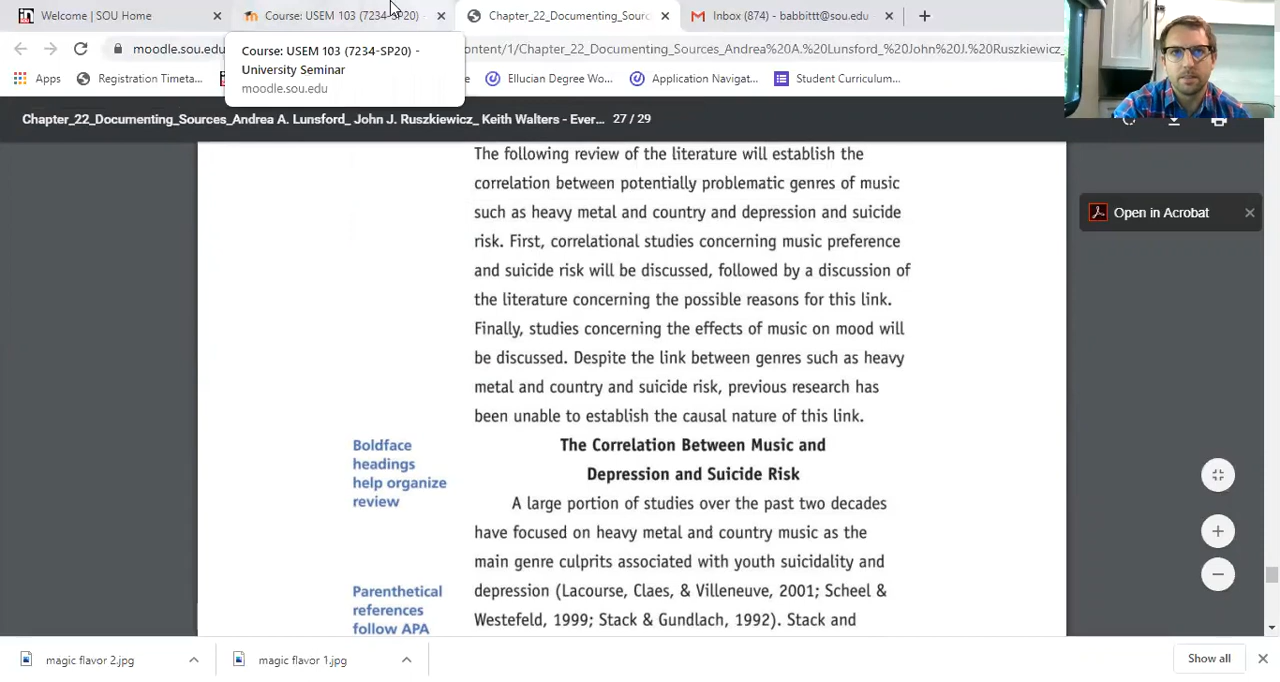 Welcome | SOU Home
Course: USEM 103 (7234-SP20) -
Chapter_22_Documenting_Sourc
Inbox (874) - babbittt@sou.edu -
moodle.sou.edu
ontent/1/Chapter_22_Documenting_Sources_Andrea%20A.%20Lunsford_%20John%20J.%20Ruszkiewicz_
Course: USEM 103 (7234-SP20) -
University Seminar
moodle.sou.edu
Apps
Registration Timeta...
Ellucian Degree Wo...
Application Navigat...
Student Curriculum...
Chapter_22_Documenting_Sources_Andrea A. Lunsford_ John J. Ruszkiewicz_ Keith Walters - Ever...
27 / 29
Open in Acrobat
The following review of the literature will establish the
correlation between potentially problematic genres of music
such as heavy metal and country and depression and suicide
risk. First, correlational studies concerning music preference
and suicide risk will be discussed, followed by a discussion of
the literature concerning the possible reasons for this link.
Finally, studies concerning the effects of music on mood will
be discussed. Despite the link between genres such as heavy
metal and country and suicide risk, previous research has
been unable to establish the causal nature of this link.
Boldface
headings
help organize
review
The Correlation Between Music and
Depression and Suicide Risk
A large portion of studies over the past two decades
have focused on heavy metal and country music as the
main genre culprits associated with youth suicidality and
depression (Lacourse, Claes, & Villeneuve, 2001; Scheel &
Westefeld, 1999; Stack & Gundlach, 1992). Stack and
Parenthetical
references
follow APA
magic flavor 2.jpg
magic flavor 1.jpg
Show all